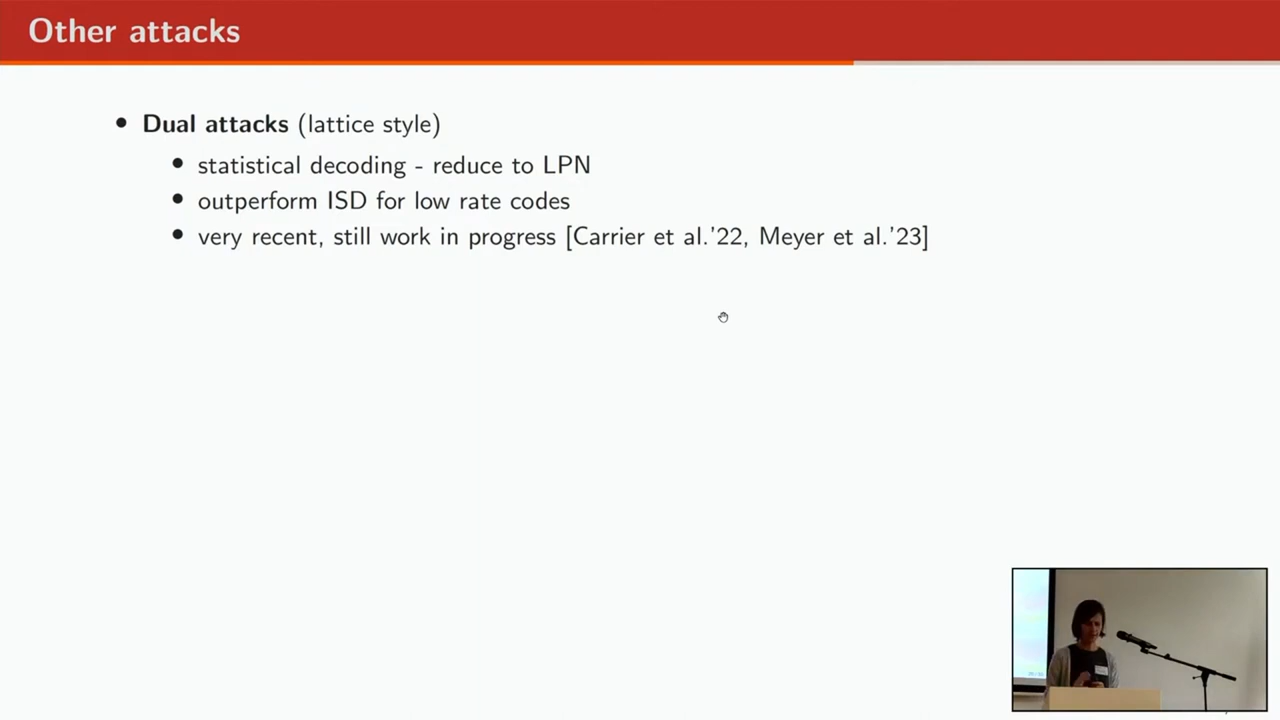 Other attacks
• Dual attacks (lattice style)
• statistical decoding - reduce to LPN
• outperform ISD for low rate codes
• very recent, still work in progress [Carrier et al.'22, Meyer et al.'23]